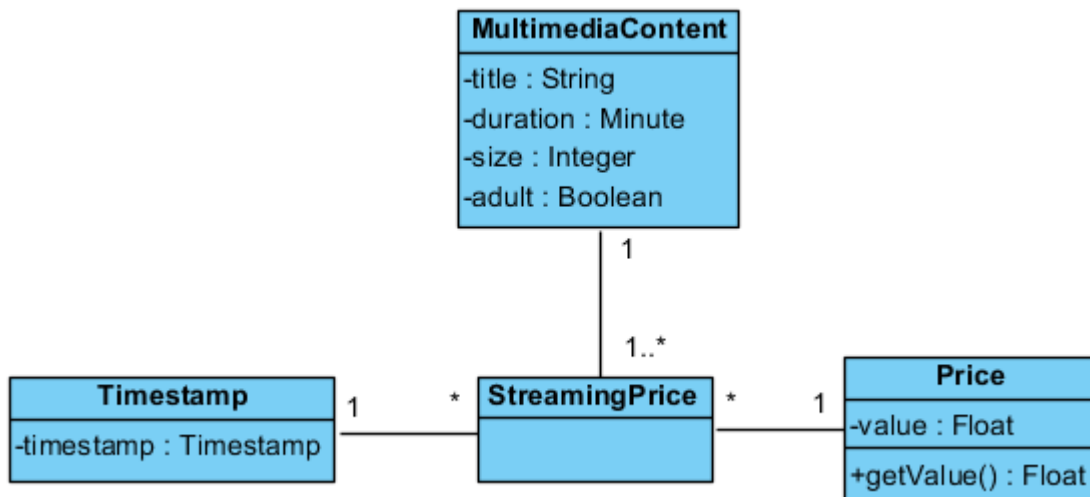 MultimediaContent
-title : String
-duration : Minute
-size : Integer
-adult : Boolean
1
1..*
Timestamp
-timestamp : Timestamp
1
*
StreamingPrice
*
1
Price
-value : Float
+getValue() : Float